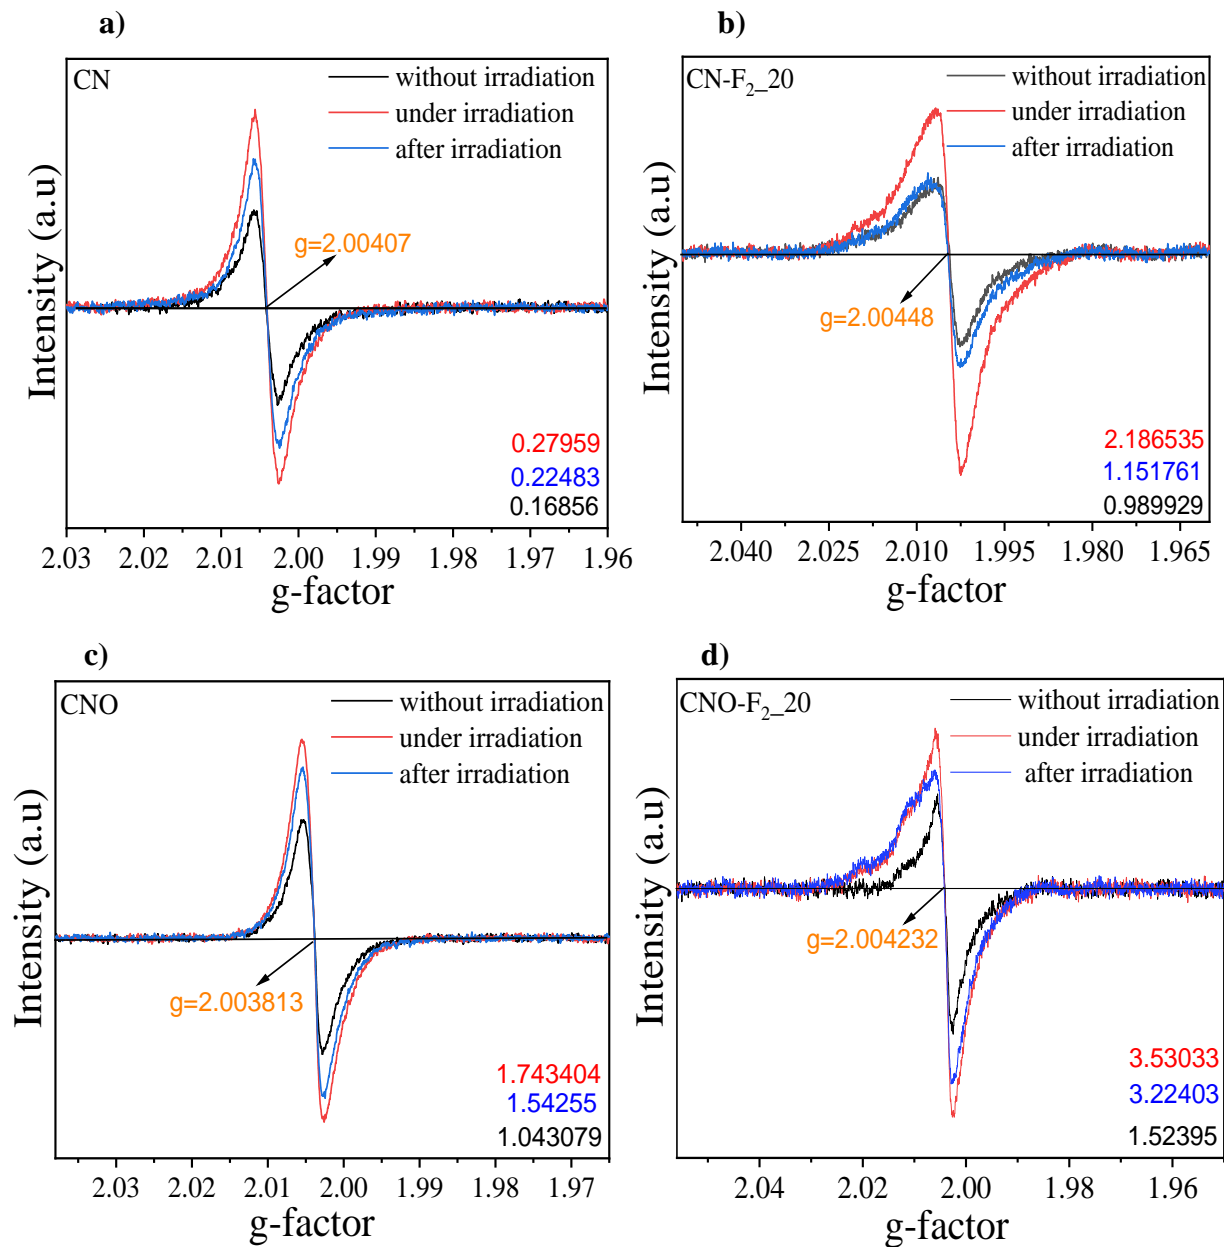 a)
CN
without irradiation
under irradiation
after irradiation
g=2.00407
0.27959
0.22483
0.16856
Intensity (a.u)
2.03 2.02 2.01 2.00 1.99 1.98 1.97 1.96
g-factor
b)
CN-F₂_20
without irradiation
under irradiation
after irradiation
g=2.00448
2.186535
1.151761
0.989929
Intensity (a.u)
2.040 2.025 2.010 1.995 1.980 1.965
g-factor
c)
CNO
without irradiation
under irradiation
after irradiation
g=2.003813
1.743404
1.54255
1.043079
Intensity (a.u)
2.03 2.02 2.01 2.00 1.99 1.98 1.97
g-factor
d)
CNO-F₂_20
without irradiation
under irradiation
after irradiation
g=2.004232
3.53033
3.22403
1.52395
Intensity (a.u)
2.04 2.02 2.00 1.98 1.96
g-factor